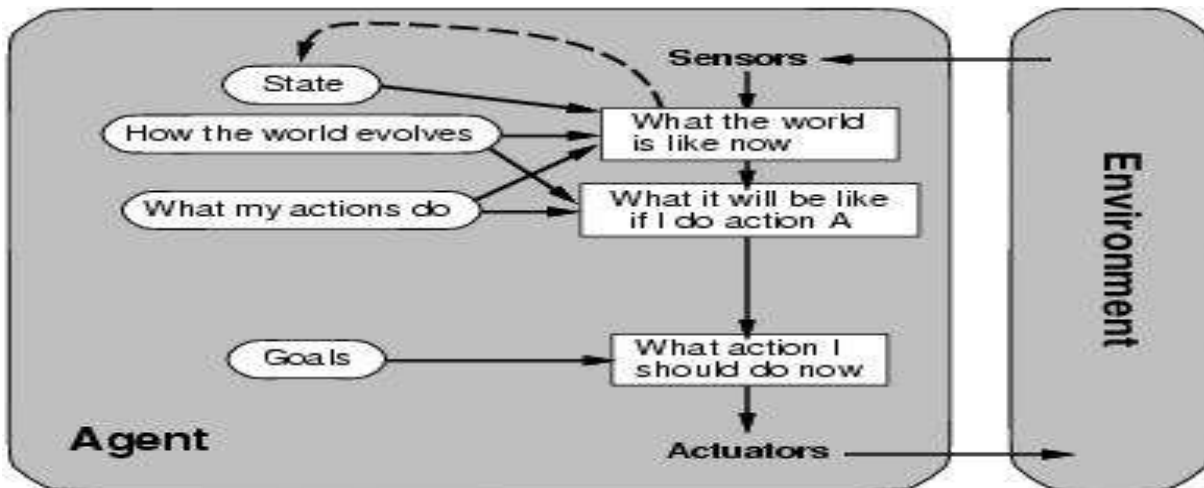 Sensors
State
What the world
is like now
How the world evolves
What it will be like
if I do action A
What my actions do
Environment
What action I
should do now
Goals
Agent
Actuators